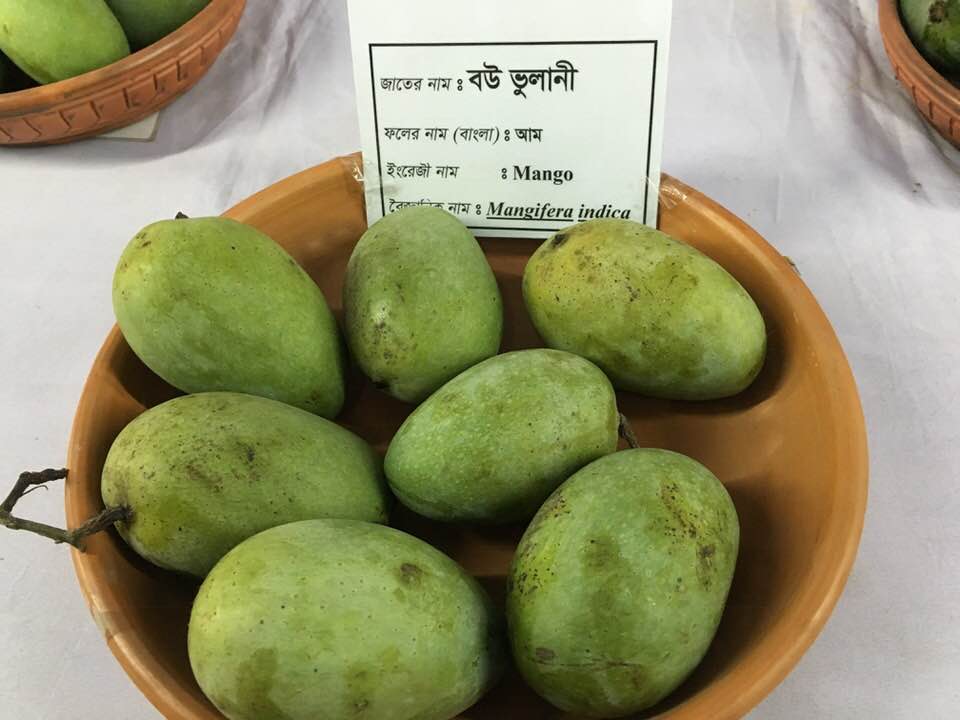 জাতের নাম : বউ ভুলানী
ফলের নাম (বাংলা) : আম
ইংরেজী নাম : Mango
বৈজ্ঞানিক নাম : Mangifera indica